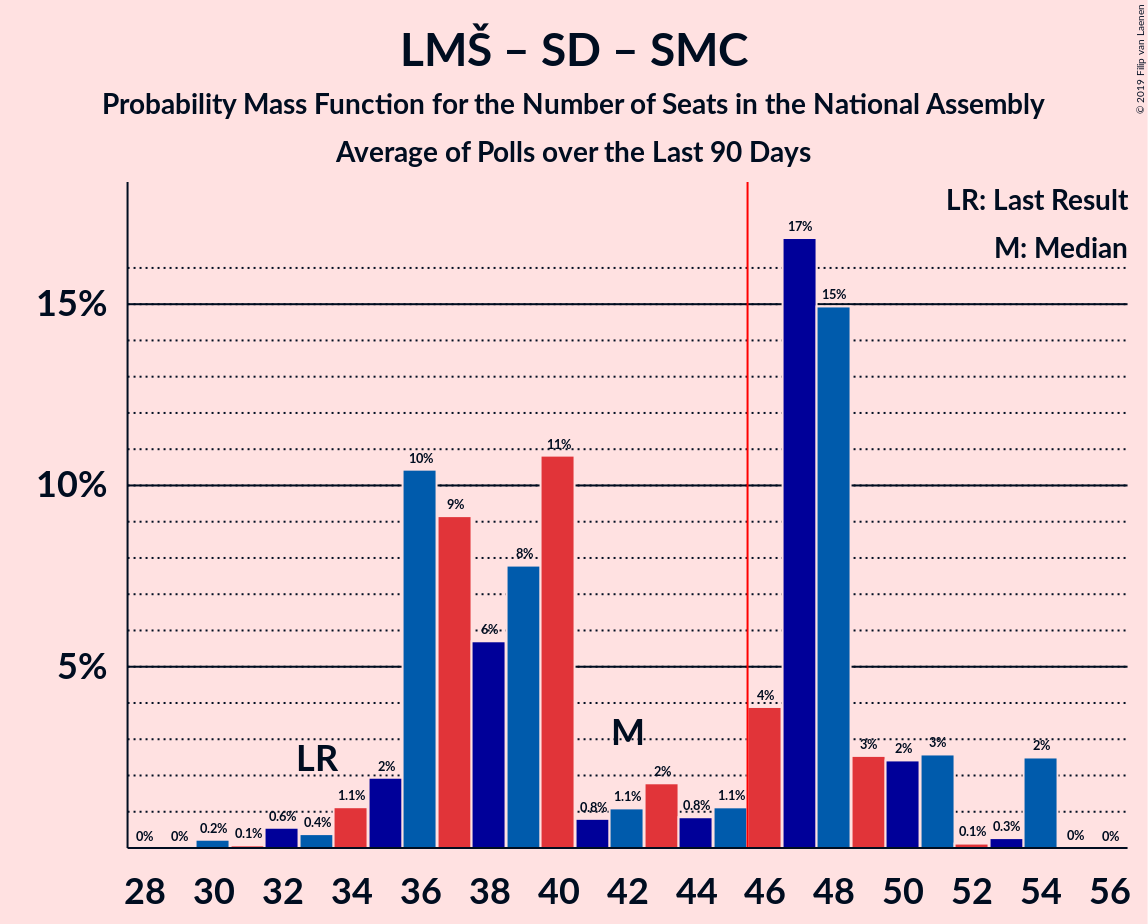 LMŠ – SD – SMC
Probability Mass Function for the Number of Seats in the National Assembly
Average of Polls over the Last 90 Days
© 2019 Filip van Laenen
LR: Last Result
M: Median
15%
10%
5%
0% 0% 0.2% 0.1% 0.6% 0.4% 1.1% 2% 10% 9% 6% 8% 11% 0.8% 1.1% 2% 0.8% 1.1% 4% 17% 15% 3% 2% 3% 0.1% 0.3% 2% 0% 0%
LR
M
28 30 32 34 36 38 40 42 44 46 48 50 52 54 56